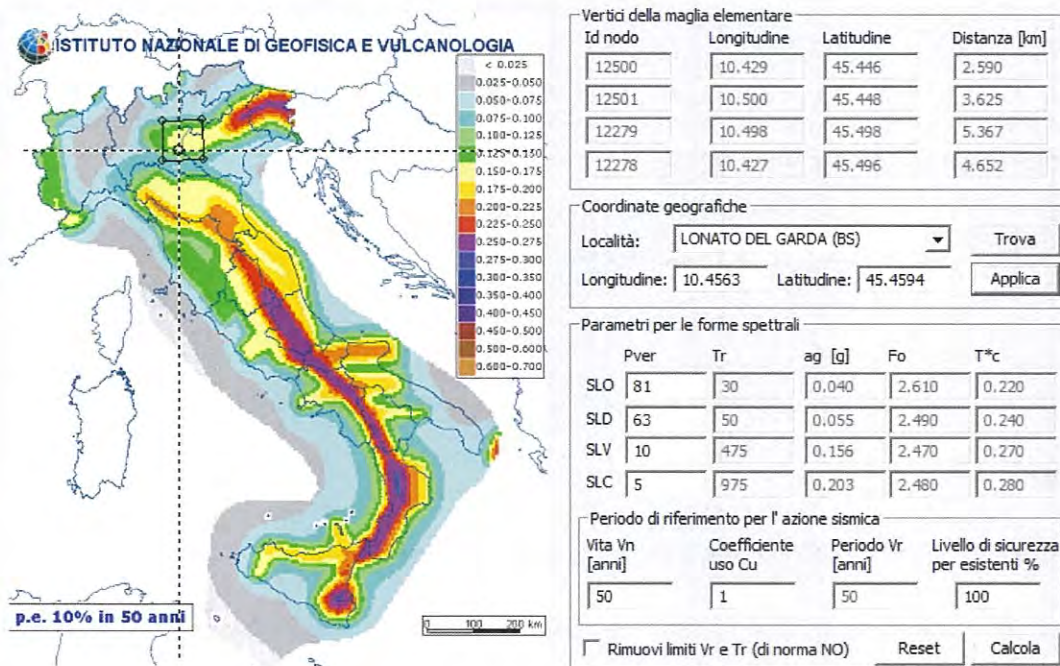 ISTITUTO NAZIONALE DI GEOFISICA E VULCANOLOGIA
< 0.025
0.025-0.050
0.050-0.075
0.075-0.100
0.100-0.125
0.125-0.150
0.150-0.175
0.175-0.200
0.200-0.225
0.225-0.250
0.250-0.275
0.275-0.300
0.300-0.350
0.350-0.400
0.400-0.450
0.450-0.500
0.500-0.600
0.600-0.700
p.e. 10% in 50 anni
0 100 200 km
Vertici della maglia elementare
Id nodo Longitudine Latitudine Distanza [km]
12500 10.429 45.446 2.590
12501 10.500 45.448 3.625
12279 10.498 45.498 5.367
12278 10.427 45.496 4.652
Coordinate geografiche
Località: LONATO DEL GARDA (BS) Trova
Longitudine: 10.4563 Latitudine: 45.4594 Applica
Parametri per le forme spettrali
Pver Tr ag [g] Fo T*c
SLO 81 30 0.040 2.610 0.220
SLD 63 50 0.055 2.490 0.240
SLV 10 475 0.156 2.470 0.270
SLC 5 975 0.203 2.480 0.280
Periodo di riferimento per l' azione sismica
Vita Vn Coefficiente Periodo Vr Livello di sicurezza
[anni] uso Cu [anni] per esistenti %
50 1 50 100
Rimuovi limiti Vr e Tr (di norma NO) Reset Calcola